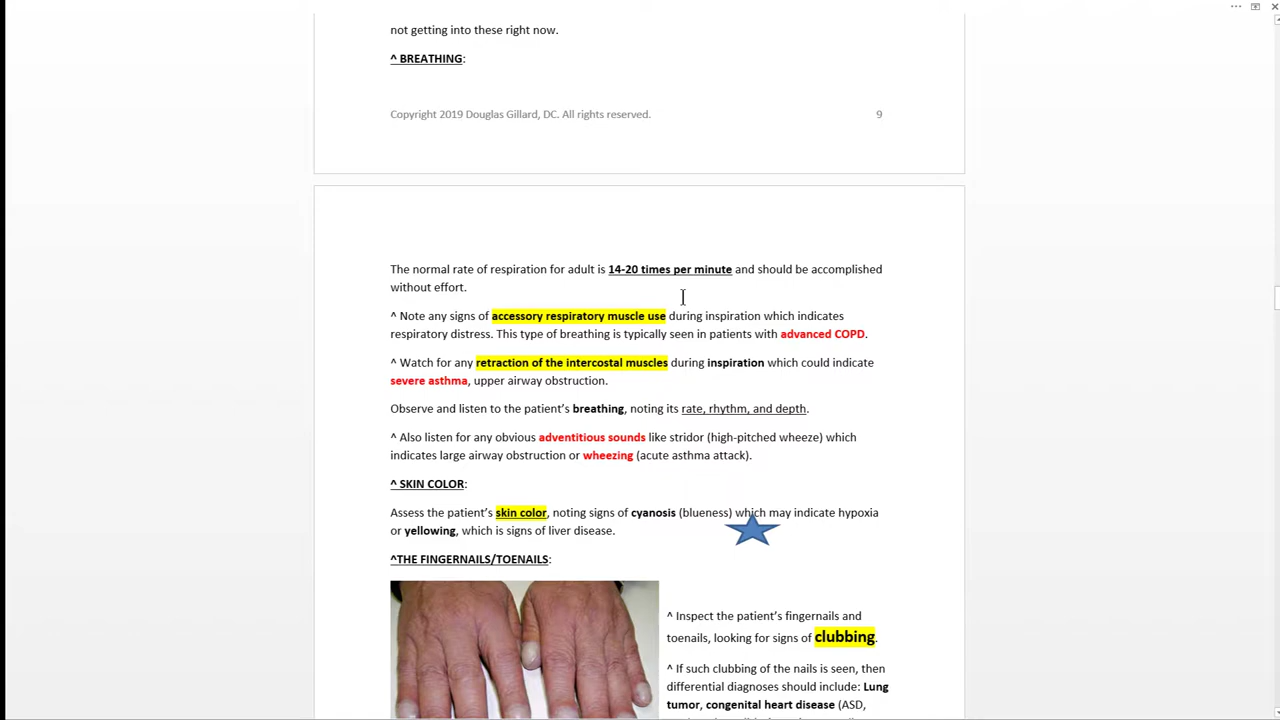 not getting into these right now.
^ BREATHING:
Copyright 2019 Douglas Gillard, DC. All rights reserved. 9
The normal rate of respiration for adult is 14-20 times per minute and should be accomplished
without effort.
^ Note any signs of accessory respiratory muscle use during inspiration which indicates
respiratory distress. This type of breathing is typically seen in patients with advanced COPD.
^ Watch for any retraction of the intercostal muscles during inspiration which could indicate
severe asthma, upper airway obstruction.
Observe and listen to the patient’s breathing, noting its rate, rhythm, and depth.
^ Also listen for any obvious adventitious sounds like stridor (high-pitched wheeze) which
indicates large airway obstruction or wheezing (acute asthma attack).
^ SKIN COLOR:
Assess the patient’s skin color, noting signs of cyanosis (blueness) which may indicate hypoxia
or yellowing, which is signs of liver disease.
^THE FINGERNAILS/TOENAILS:
^ Inspect the patient’s fingernails and
toenails, looking for signs of clubbing.
^ If such clubbing of the nails is seen, then
differential diagnoses should include: Lung
tumor, congenital heart disease (ASD,